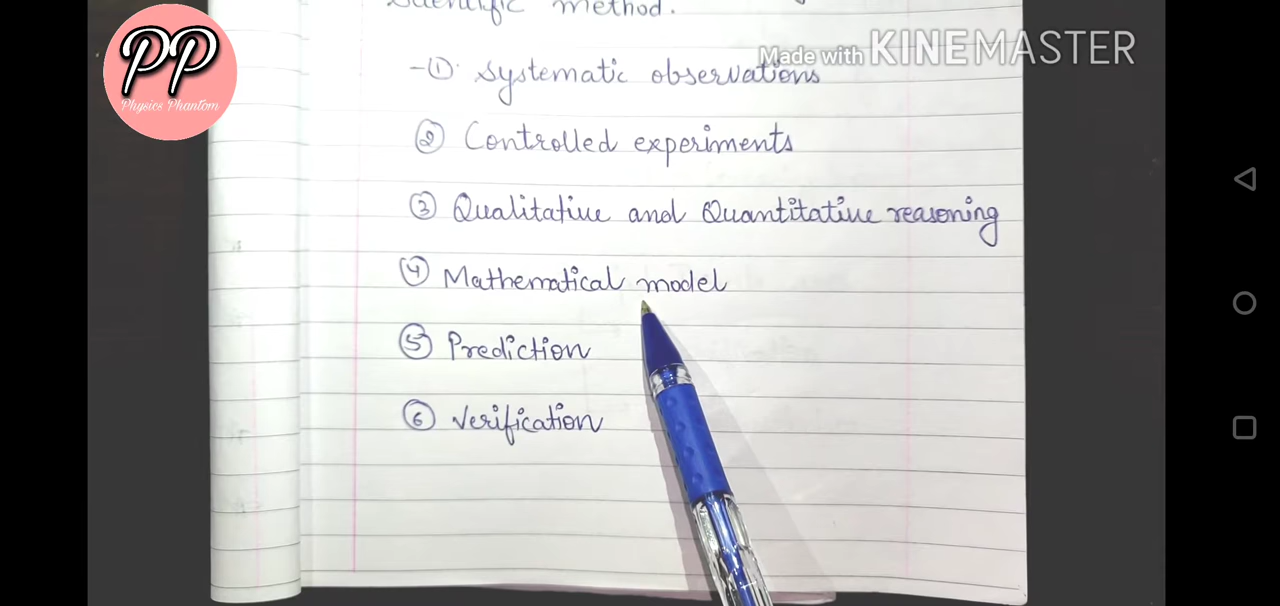 Scientific method.
PP
Physics Phantom
Made with KINEMASTER
-① Systematic observations
② Controlled experiments
③ Qualitative and Quantitative reasoning
④ Mathematical model
⑤ Prediction
⑥ Verification